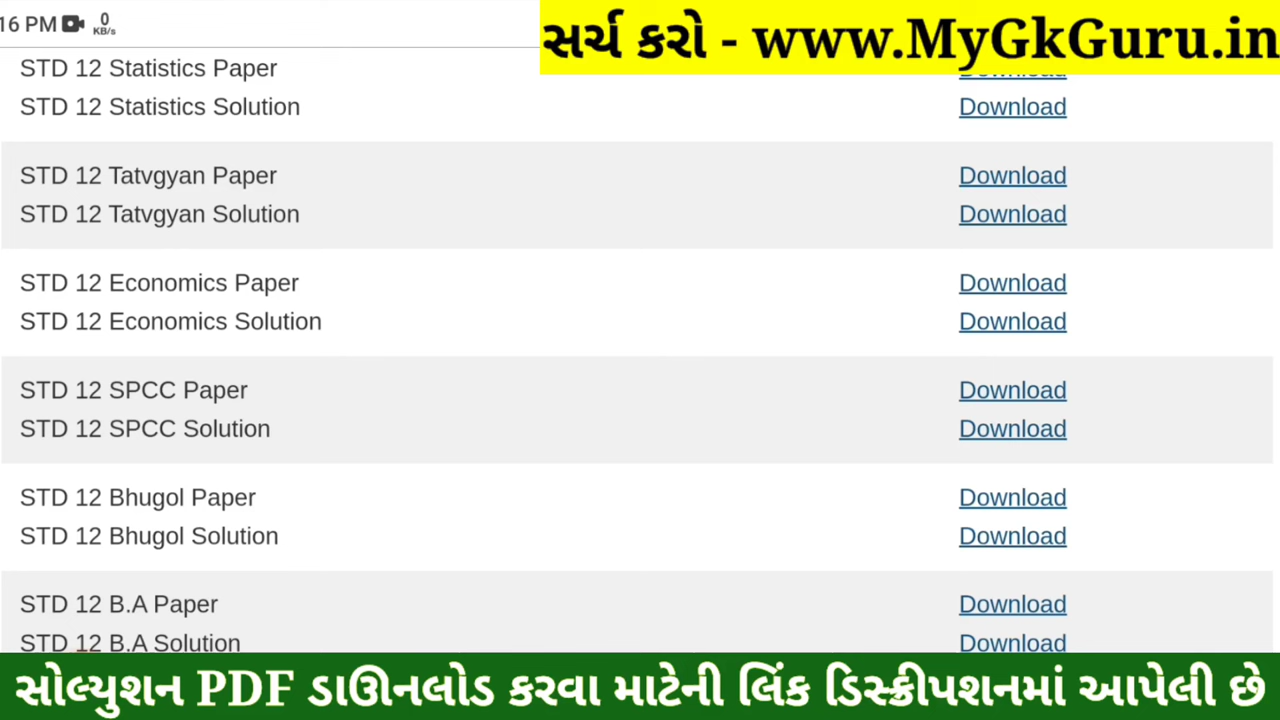 16 PM 0 KB/s
સર્ચ કરો - www.MyGkGuru.in
STD 12 Statistics Paper Download
STD 12 Statistics Solution Download
STD 12 Tatvgyan Paper Download
STD 12 Tatvgyan Solution Download
STD 12 Economics Paper Download
STD 12 Economics Solution Download
STD 12 SPCC Paper Download
STD 12 SPCC Solution Download
STD 12 Bhugol Paper Download
STD 12 Bhugol Solution Download
STD 12 B.A Paper Download
STD 12 B.A Solution Download
સોલ્યુશન PDF ડાઊનલોડ કરવા માટેની લિંક ડિસ્ક્રીપશનમાં આપેલી છે